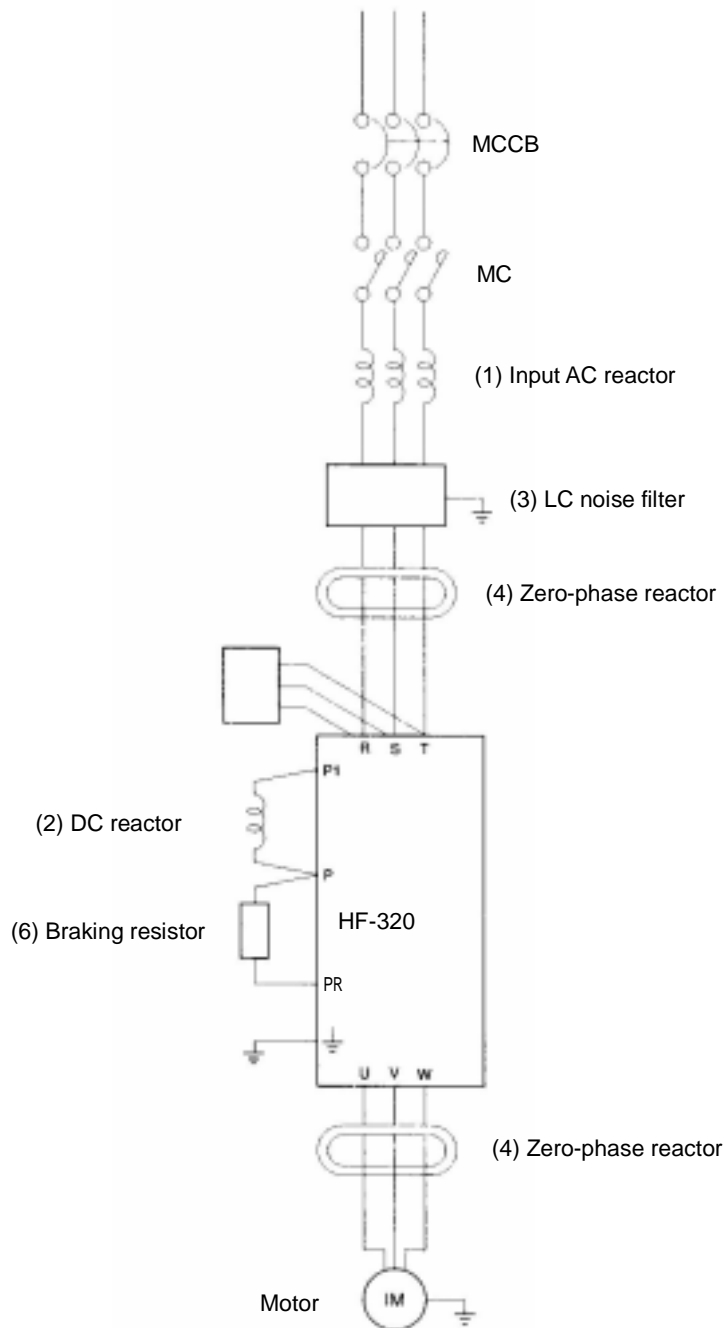 MCCB
MC
(1) Input AC reactor
(3) LC noise filter
(4) Zero-phase reactor
R S T
P1
(2) DC reactor
P
HF-320
(6) Braking resistor
PR
U V W
(4) Zero-phase reactor
Motor
IM